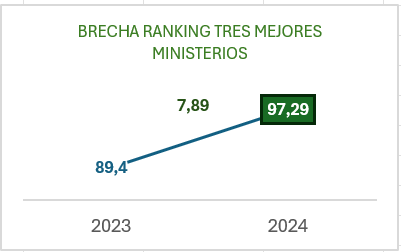 BRECHA RANKING TRES MEJORES
MINISTERIOS
7,89
97,29
89,4
2023 2024